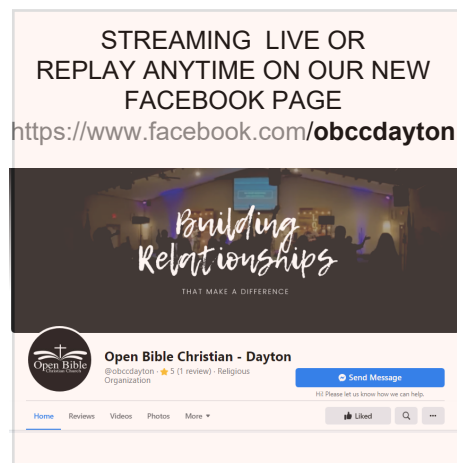 STREAMING LIVE OR
REPLAY ANYTIME ON OUR NEW
FACEBOOK PAGE
https://www.facebook.com/obccdayton
Building
Relationships
THAT MAKE A DIFFERENCE
Open Bible
Christian Church
Open Bible Christian - Dayton
@obccdayton · 5 (1 review) · Religious
Organization
Send Message
Hi! Please let us know how we can help.
Home Reviews Videos Photos More
Liked